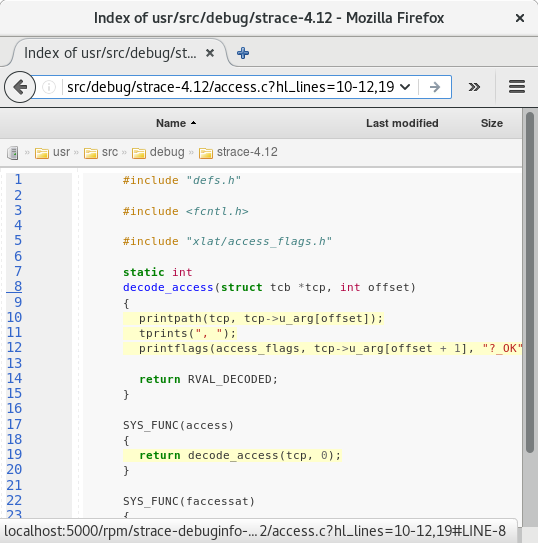 Index of usr/src/debug/strace-4.12 - Mozilla Firefox
Index of usr/src/debug/st...
src/debug/strace-4.12/access.c?hl_lines=10-12,19
Name Last modified Size
» usr » src » debug » strace-4.12
1 #include "defs.h"
2
3 #include <fcntl.h>
4
5 #include "xlat/access_flags.h"
6
7 static int
8 decode_access(struct tcb *tcp, int offset)
9 {
10 printpath(tcp, tcp->u_arg[offset]);
11 tprints(", ");
12 printflags(access_flags, tcp->u_arg[offset + 1], "?_OK"
13
14 return RVAL_DECODED;
15 }
16
17 SYS_FUNC(access)
18 {
19 return decode_access(tcp, 0);
20 }
21
22 SYS_FUNC(faccessat)
23 {
localhost:5000/rpm/strace-debuginfo-...2/access.c?hl_lines=10-12,19#LINE-8